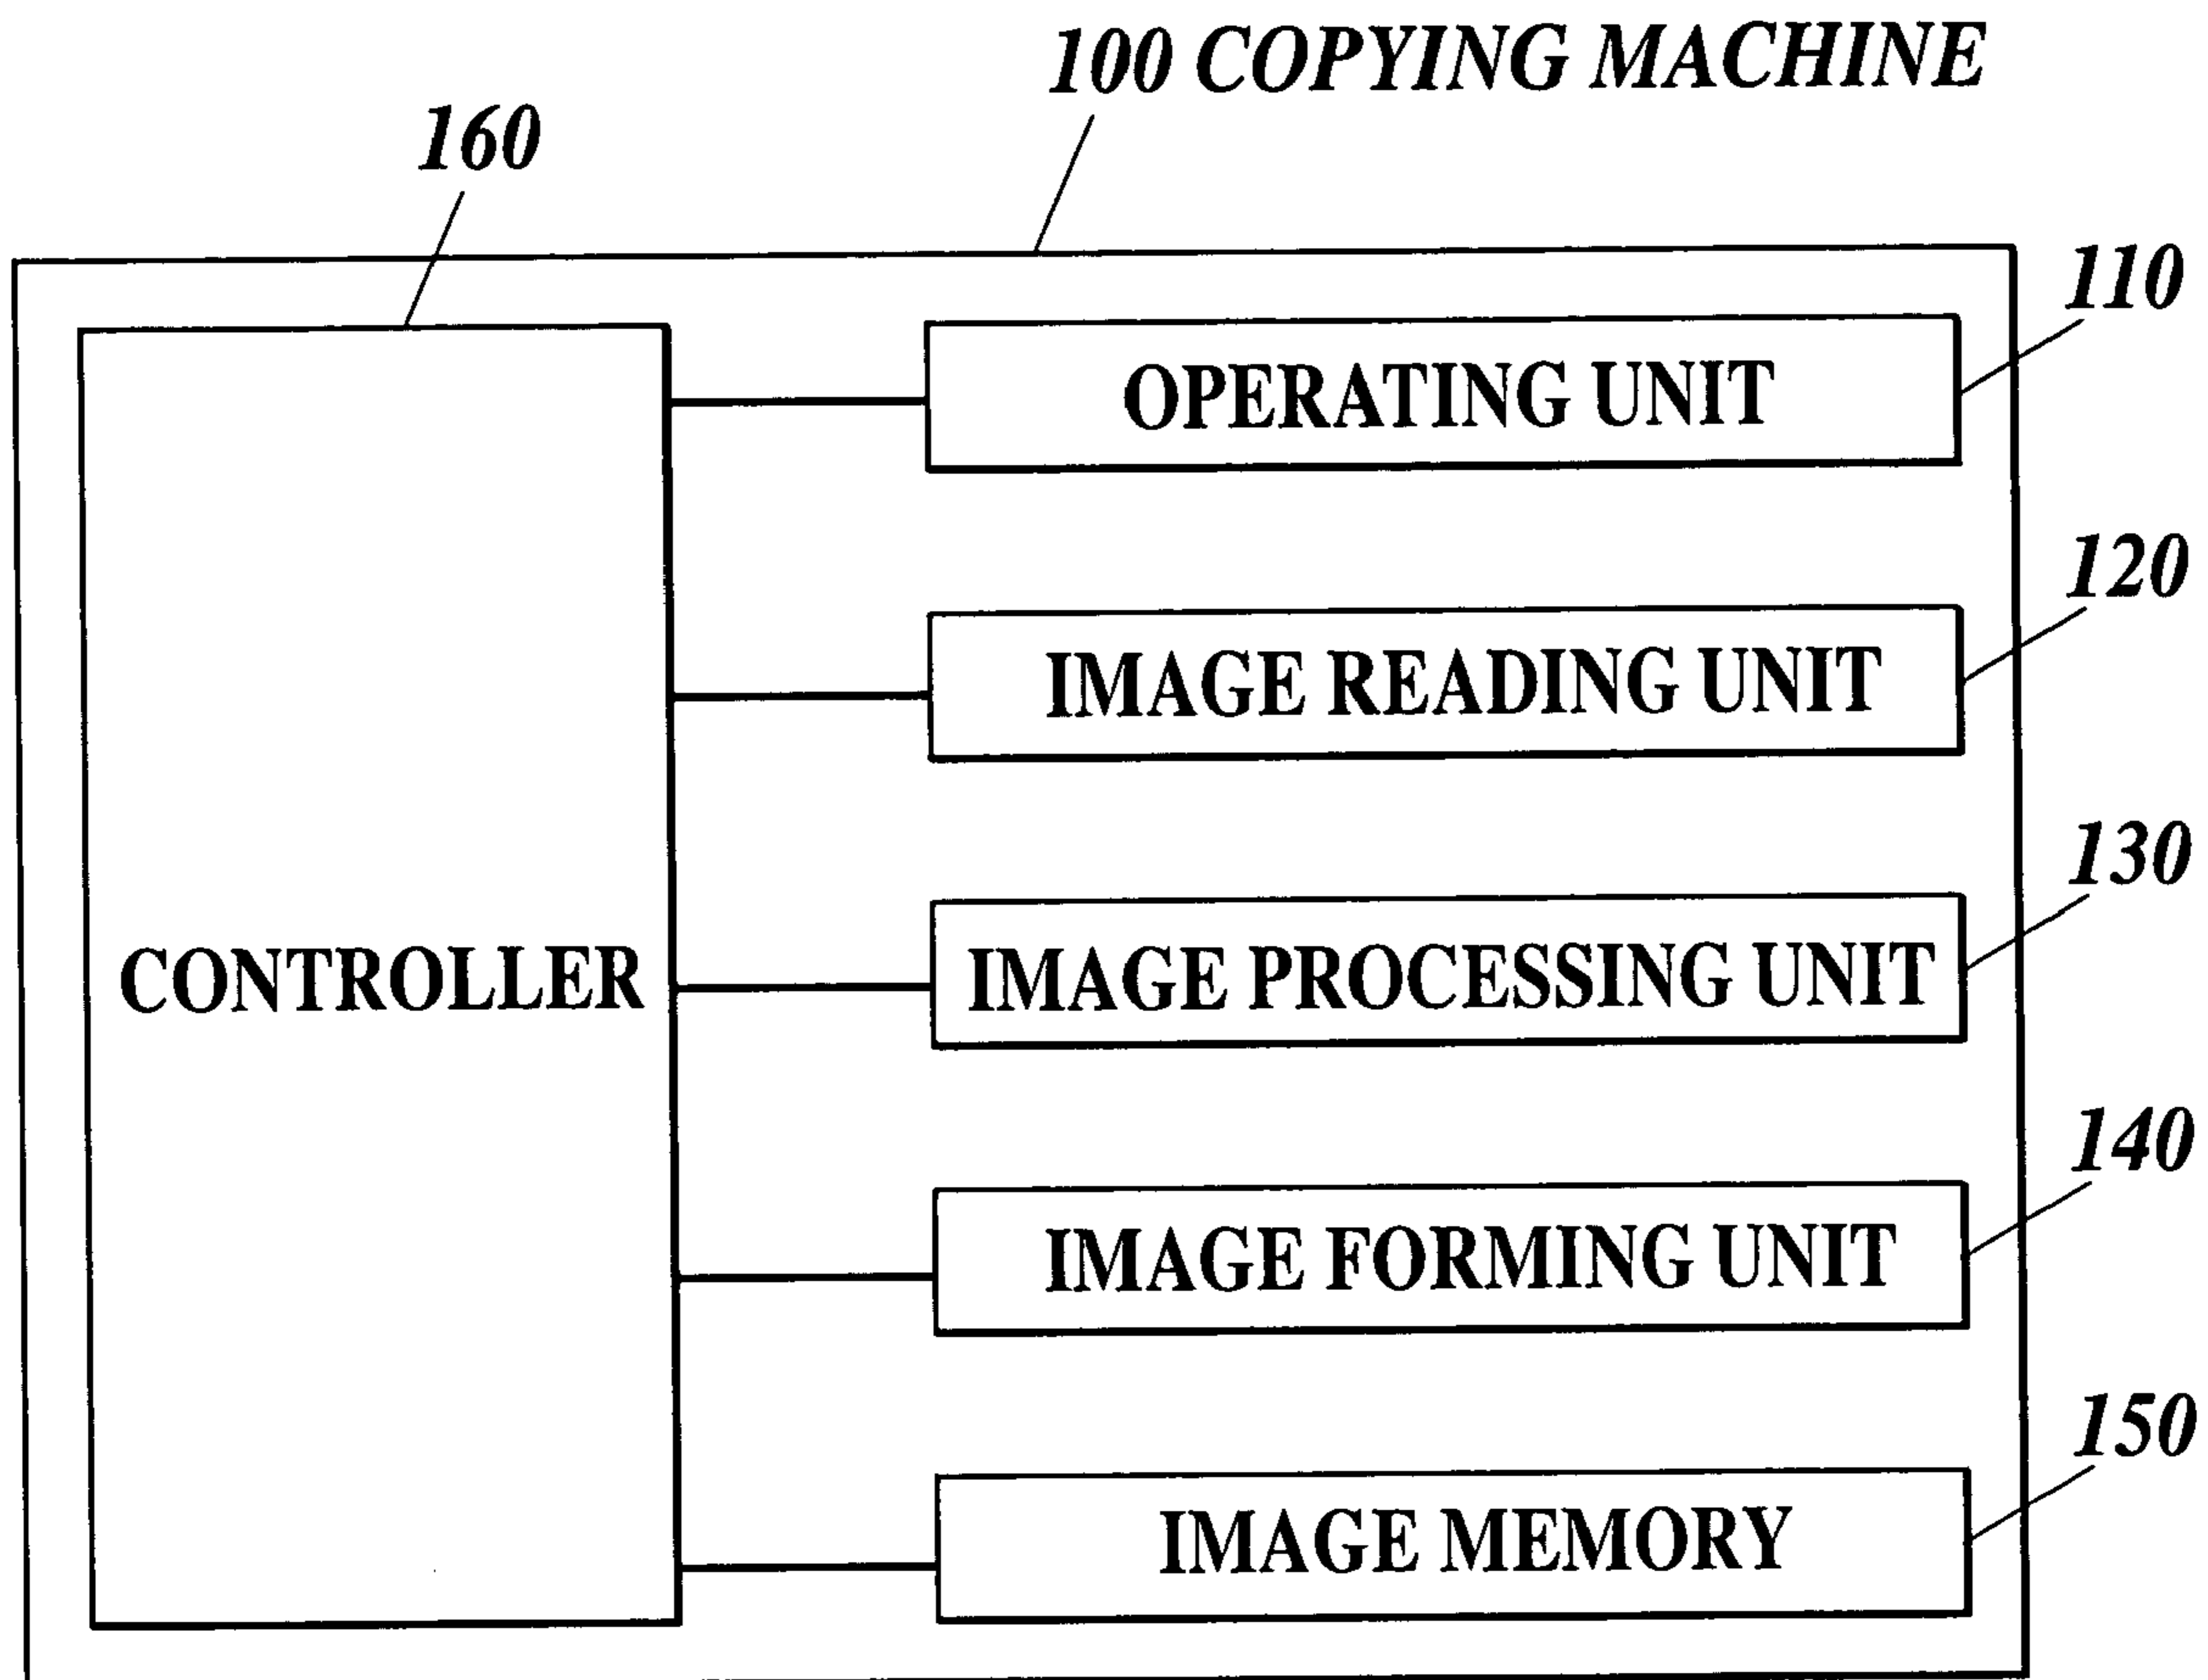 100 COPYING MACHINE
160
110
OPERATING UNIT
120
IMAGE READING UNIT
130
CONTROLLER
IMAGE PROCESSING UNIT
140
IMAGE FORMING UNIT
150
IMAGE MEMORY